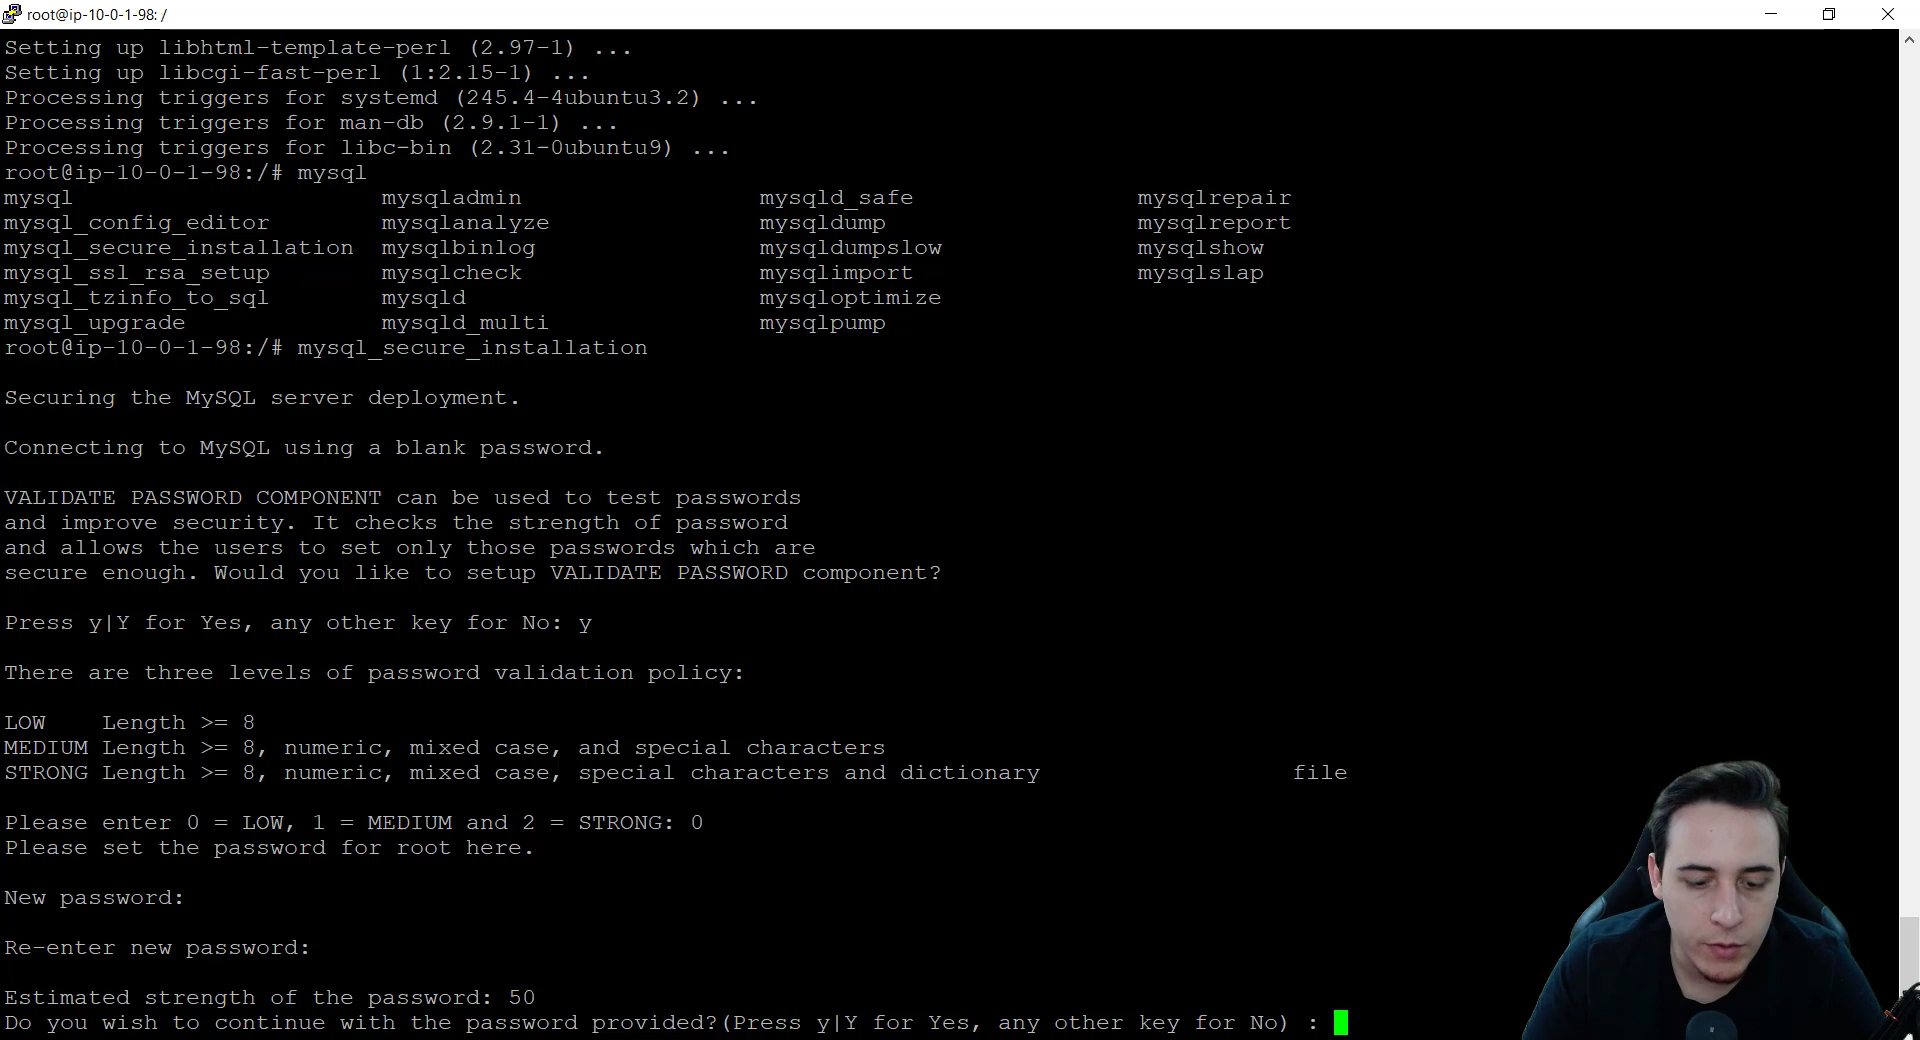 root@ip-10-0-1-98: /
Setting up libhtml-template-perl (2.97-1) ...
Setting up libcgi-fast-perl (1:2.15-1) ...
Processing triggers for systemd (245.4-4ubuntu3.2) ...
Processing triggers for man-db (2.9.1-1) ...
Processing triggers for libc-bin (2.31-0ubuntu9) ...
root@ip-10-0-1-98:/# mysql
mysql mysqladmin mysqld_safe mysqlrepair
mysql_config_editor mysqlanalyze mysqldump mysqlreport
mysql_secure_installation mysqlbinlog mysqldumpslow mysqlshow
mysql_ssl_rsa_setup mysqlcheck mysqlimport mysqlslap
mysql_tzinfo_to_sql mysqld mysqloptimize
mysql_upgrade mysqld_multi mysqlpump
root@ip-10-0-1-98:/# mysql_secure_installation
Securing the MySQL server deployment.
Connecting to MySQL using a blank password.
VALIDATE PASSWORD COMPONENT can be used to test passwords
and improve security. It checks the strength of password
and allows the users to set only those passwords which are
secure enough. Would you like to setup VALIDATE PASSWORD component?
Press y|Y for Yes, any other key for No: y
There are three levels of password validation policy:
LOW Length >= 8
MEDIUM Length >= 8, numeric, mixed case, and special characters
STRONG Length >= 8, numeric, mixed case, special characters and dictionary file
Please enter 0 = LOW, 1 = MEDIUM and 2 = STRONG: 0
Please set the password for root here.
New password:
Re-enter new password:
Estimated strength of the password: 50
Do you wish to continue with the password provided?(Press y|Y for Yes, any other key for No) :